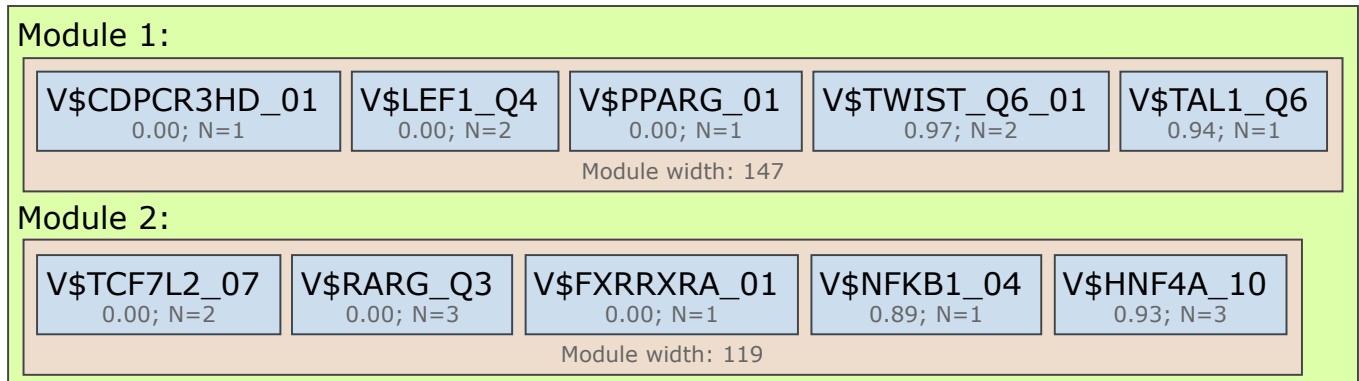 Module 1:
V$CDPCR3HD_01 V$LEF1_Q4 V$PPARG_01 V$TWIST_Q6_01 V$TAL1_Q6
0.00; N=1 0.00; N=2 0.00; N=1 0.97; N=2 0.94; N=1
Module width: 147
Module 2:
V$TCF7L2_07 V$RARG_Q3 V$FXRRXRA_01 V$NFKB1_04 V$HNF4A_10
0.00; N=2 0.00; N=3 0.00; N=1 0.89; N=1 0.93; N=3
Module width: 119